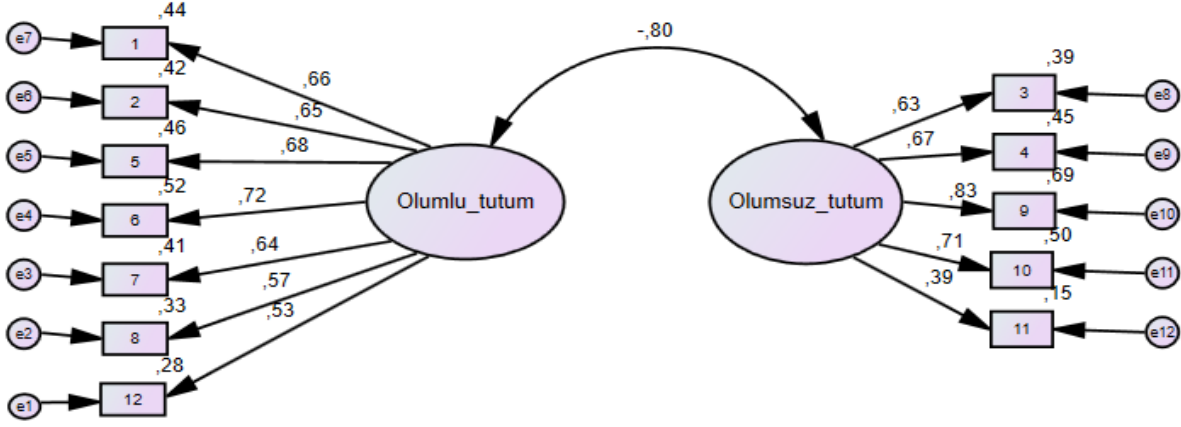 ,44
e7
1
,66
,42
e6
2
,65
,46
e5
5
,68
,52
e4
6
,72
,41
e3
7
,64
,33
e2
8
,57
,28
e1
12
,53
Olumlu_tutum
-,80
Olumsuz_tutum
,39
,63
3
e8
,45
,67
4
e9
,69
,83
9
e10
,50
,71
10
e11
,15
,39
11
e12